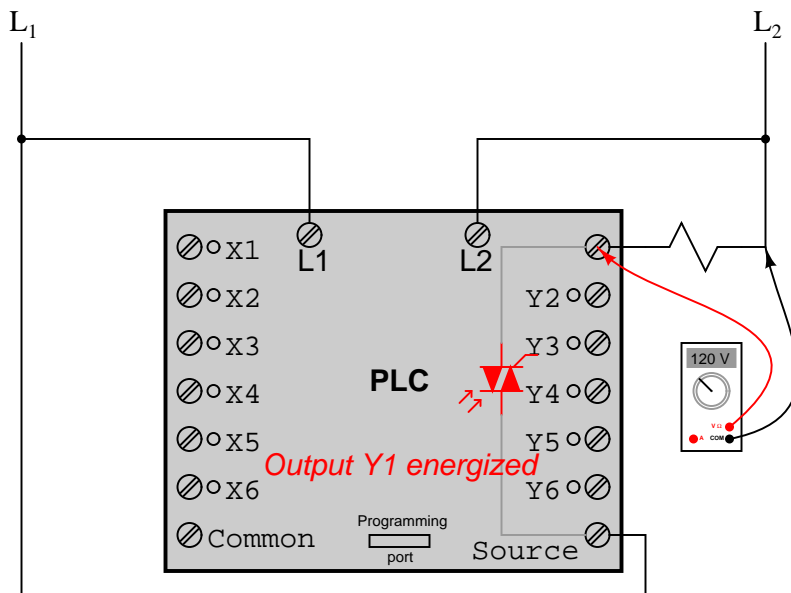 L1 L2
L1 L2
X1
X2 Y2
X3 Y3
120 V
PLC
X4 Y4
V Ω
A COM
X5 Y5
Output Y1 energized
X6 Y6
Programming
Common Source
port